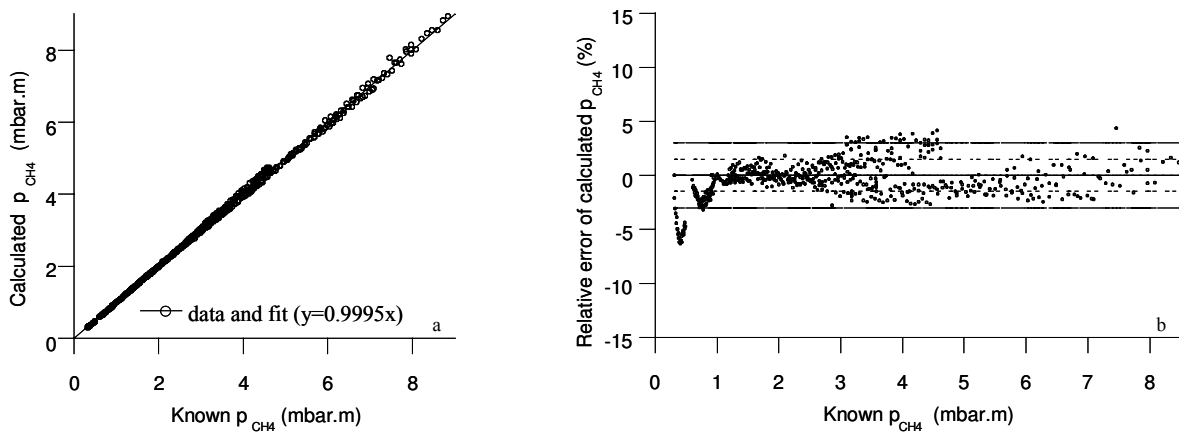 Calculated p CH4 (mbar.m)
8
6
4
2
0
data and fit (y=0.9995x)
a
0 2 4 6 8
Known p CH4 (mbar.m)
Relative error of calculated p CH4 (%)
15
10
5
0
-5
-10
-15
b
0 1 2 3 4 5 6 7 8
Known p CH4 (mbar.m)